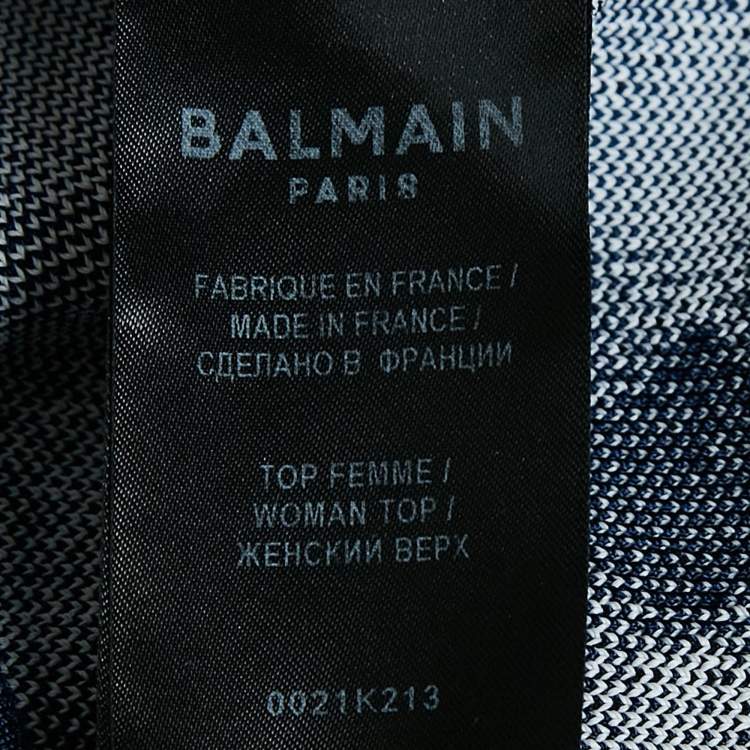 BALMAIN
PARIS
FABRIQUE EN FRANCE /
MADE IN FRANCE /
СДЕЛАНО В ФРАНЦИИ
TOP FEMME /
WOMAN TOP /
ЖЕНСКИЙ ВЕРХ
0021K213